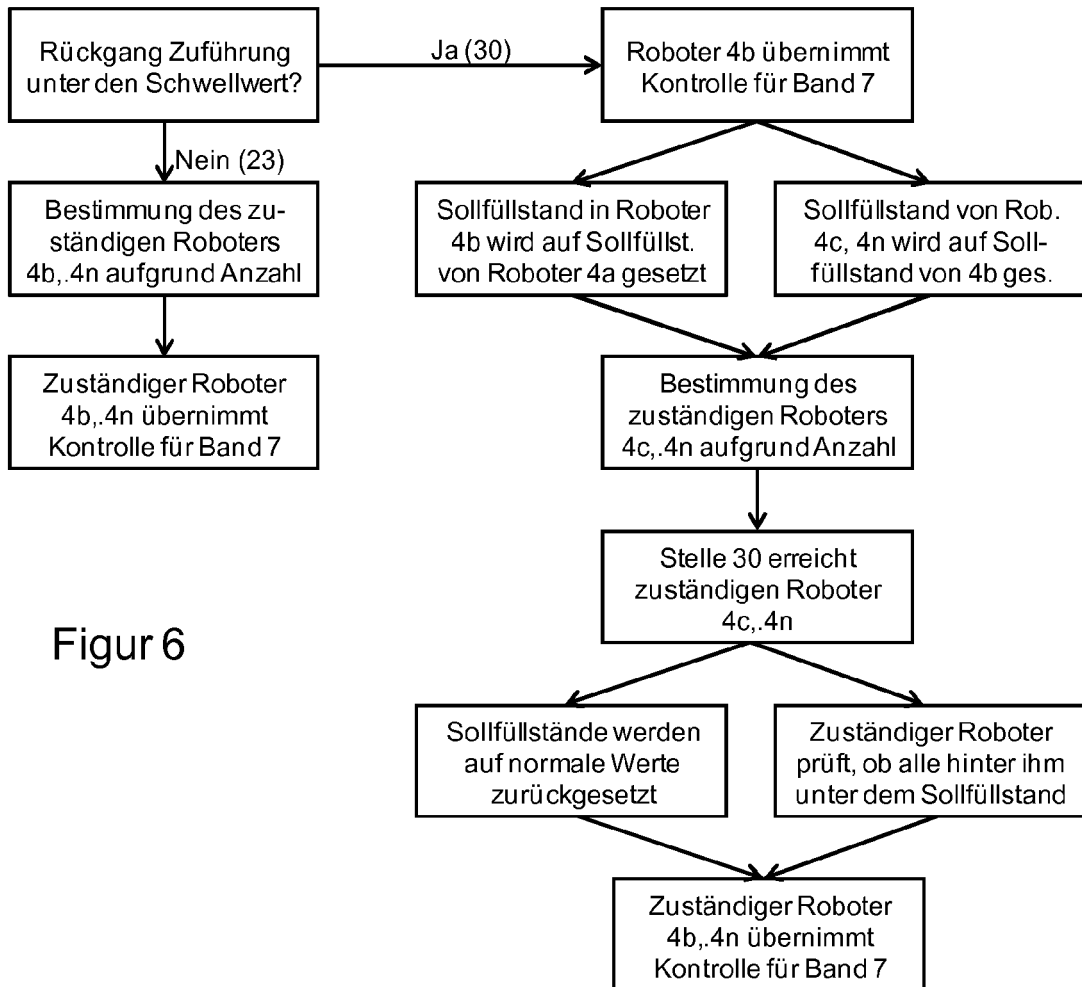 Rückgang Zuführung
unter den Schwellwert?
Ja (30)
Roboter 4b übernimmt
Kontrolle für Band 7
Nein (23)
Bestimmung des zu-
ständigen Roboters
4b,.4n aufgrund Anzahl
Sollfüllstand in Roboter
4b wird auf Sollfüllst.
von Roboter 4a gesetzt
Sollfüllstand von Rob.
4c, 4n wird auf Soll-
füllstand von 4b ges.
Zuständiger Roboter
4b,.4n übernimmt
Kontrolle für Band 7
Bestimmung des
zuständigen Roboters
4c,.4n aufgrund Anzahl
Stelle 30 erreicht
zuständigen Roboter
4c,.4n
Figur 6
Sollfüllstände werden
auf normale Werte
zurückgesetzt
Zuständiger Roboter
prüft, ob alle hinter ihm
unter dem Sollfüllstand
Zuständiger Roboter
4b,.4n übernimmt
Kontrolle für Band 7